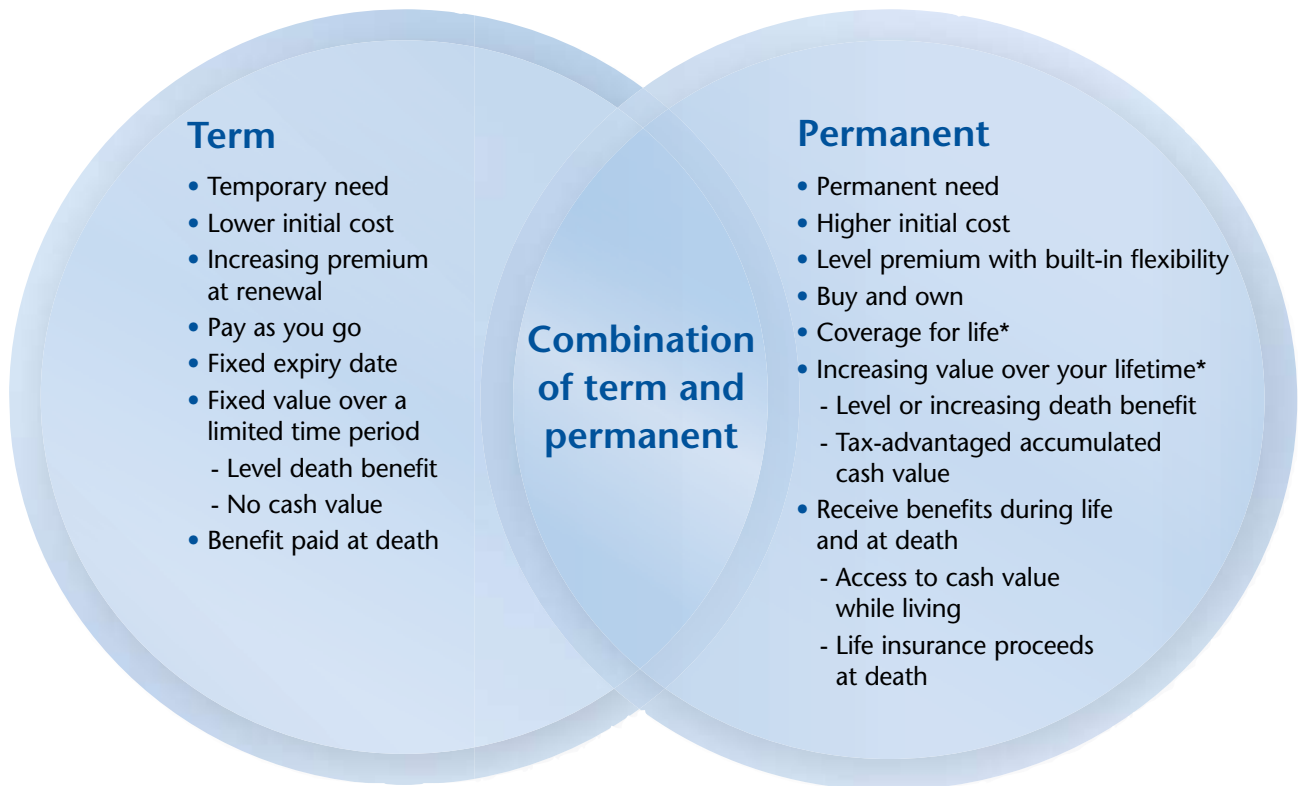 Term
• Temporary need
• Lower initial cost
• Increasing premium
at renewal
• Pay as you go
• Fixed expiry date
• Fixed value over a
limited time period
- Level death benefit
- No cash value
• Benefit paid at death
Combination
of term and
permanent
Permanent
• Permanent need
• Higher initial cost
• Level premium with built-in flexibility
• Buy and own
• Coverage for life*
• Increasing value over your lifetime*
- Level or increasing death benefit
- Tax-advantaged accumulated
cash value
• Receive benefits during life
and at death
- Access to cash value
while living
- Life insurance proceeds
at death